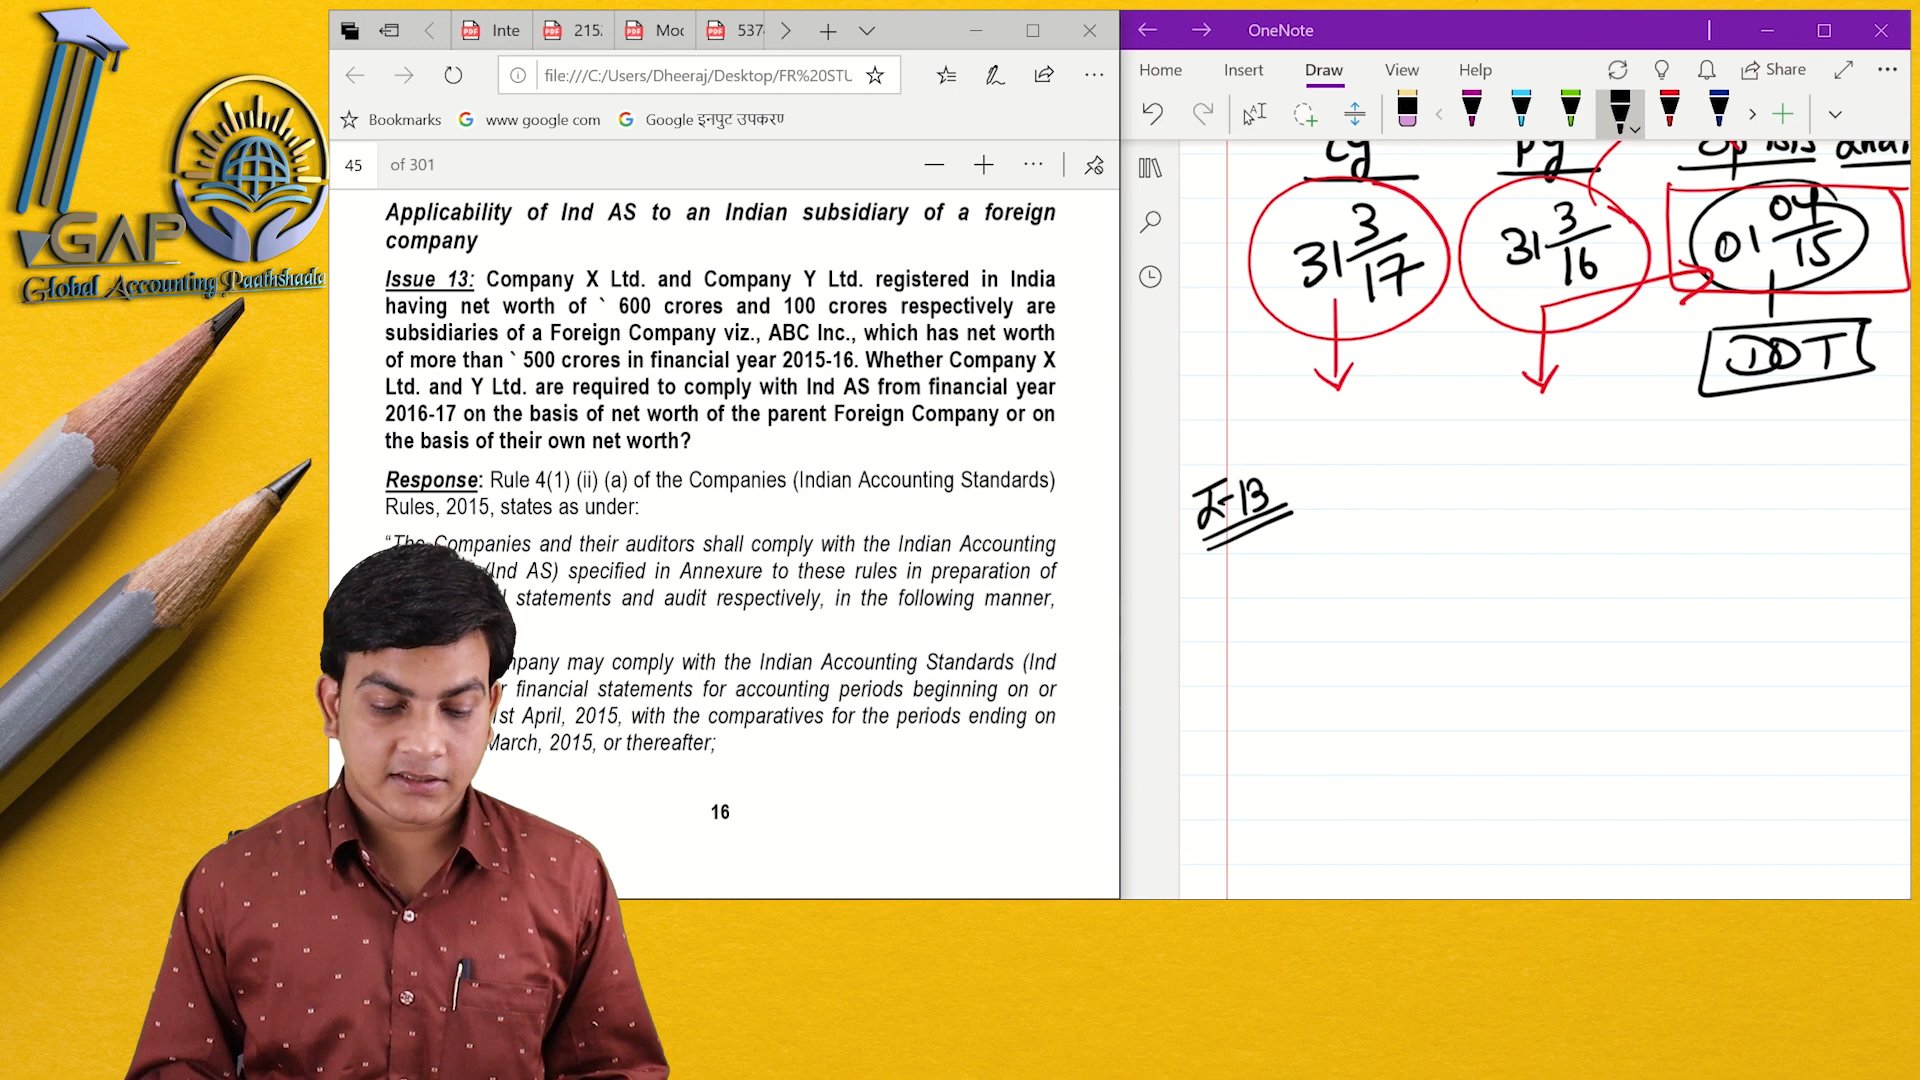 GAP
Global Accounting Paathshada
Inte
215
Moc
537
file:///C:/Users/Dheeraj/Desktop/FR%20STU
Bookmarks
www google com
Google इनपुट उपकरण
45
of 301
Applicability of Ind AS to an Indian subsidiary of a foreign
company
Issue 13: Company X Ltd. and Company Y Ltd. registered in India
having net worth of ` 600 crores and 100 crores respectively are
subsidiaries of a Foreign Company viz., ABC Inc., which has net worth
of more than ` 500 crores in financial year 2015-16. Whether Company X
Ltd. and Y Ltd. are required to comply with Ind AS from financial year
2016-17 on the basis of net worth of the parent Foreign Company or on
the basis of their own net worth?
Response: Rule 4(1) (ii) (a) of the Companies (Indian Accounting Standards)
Rules, 2015, states as under:
“The Companies and their auditors shall comply with the Indian Accounting
(Ind AS) specified in Annexure to these rules in preparation of
statements and audit respectively, in the following manner,
mpany may comply with the Indian Accounting Standards (Ind
r financial statements for accounting periods beginning on or
1st April, 2015, with the comparatives for the periods ending on
March, 2015, or thereafter;
16
OneNote
Home Insert Draw View Help
Share
Cy Py
31 3/17
31 3/16
01 04/15
DDT
I-13